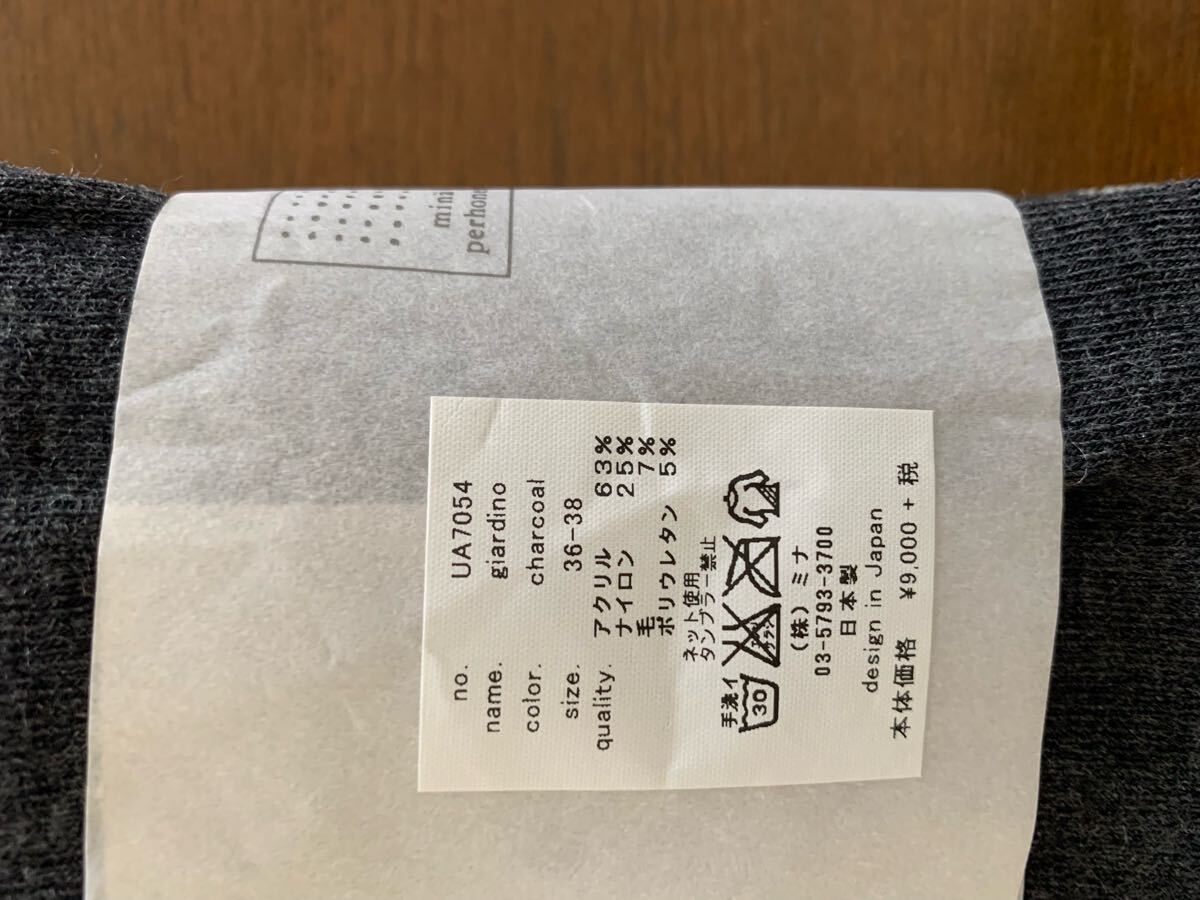 mina
perhone
no. UA7054
name. giardino
color. charcoal
size. 36-38
quality. アクリル 63%
ナイロン 25%
毛 7%
ポリウレタン 5%
ネット使用
タンブラー禁止
手洗イ
30
(株)ミナ
03-5793-3700
日本製
design in Japan
本体価格 ¥9,000+税